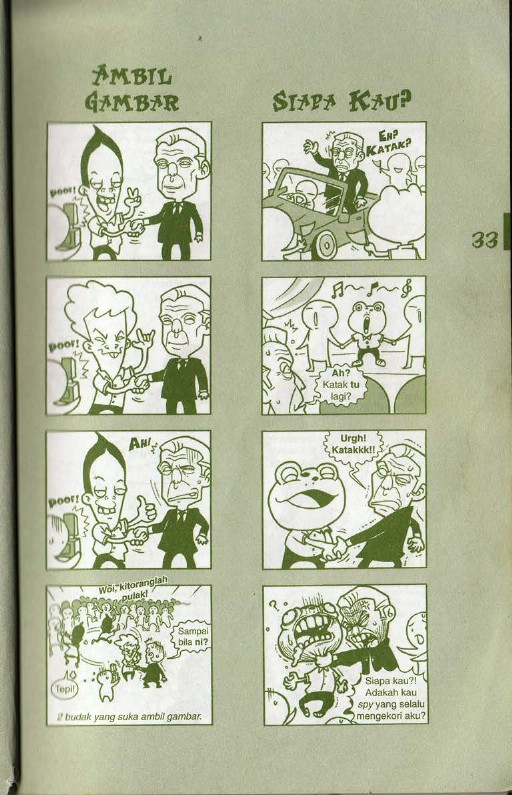 AMBIL
GAMBAR
POOF!
POOF!
AH!
POOF!
Woi, kitoranglah
pulak!
Sampai
bila ni?
Tepi!
2 budak yang suka ambil gambar.
SIAPA KAU?
EH?
KATAK?
Ah?
Katak tu
lagi?
Urgh!
Katakkk!!
?
Siapa kau?!
Adakah kau
spy yang selalu
mengekori aku?
33